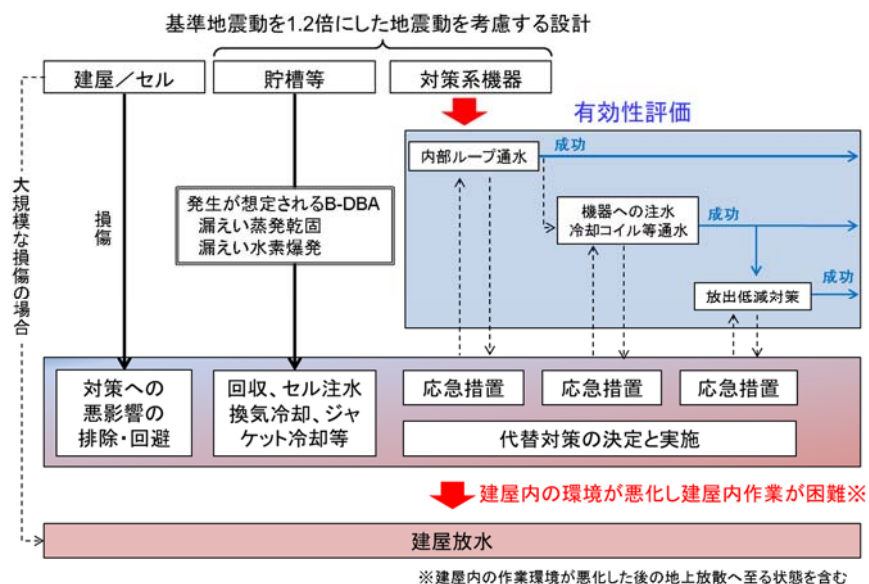 基準地震動を1.2倍にした地震動を考慮する設計
建屋／セル
貯槽等
対策系機器
有効性評価
内部ループ通水
成功
機器への注水
冷却コイル等通水
成功
放出低減対策
成功
発生が想定されるB-DBA
漏えい蒸発乾固
漏えい水素爆発
損傷
大規模な損傷の場合
対策への
悪影響の
排除・回避
回収、セル注水
換気冷却、ジャ
ケット冷却等
応急措置
応急措置
応急措置
代替対策の決定と実施
建屋内の環境が悪化し建屋内作業が困難※
建屋放水
※建屋内の作業環境が悪化した後の地上放散へ至る状態を含む